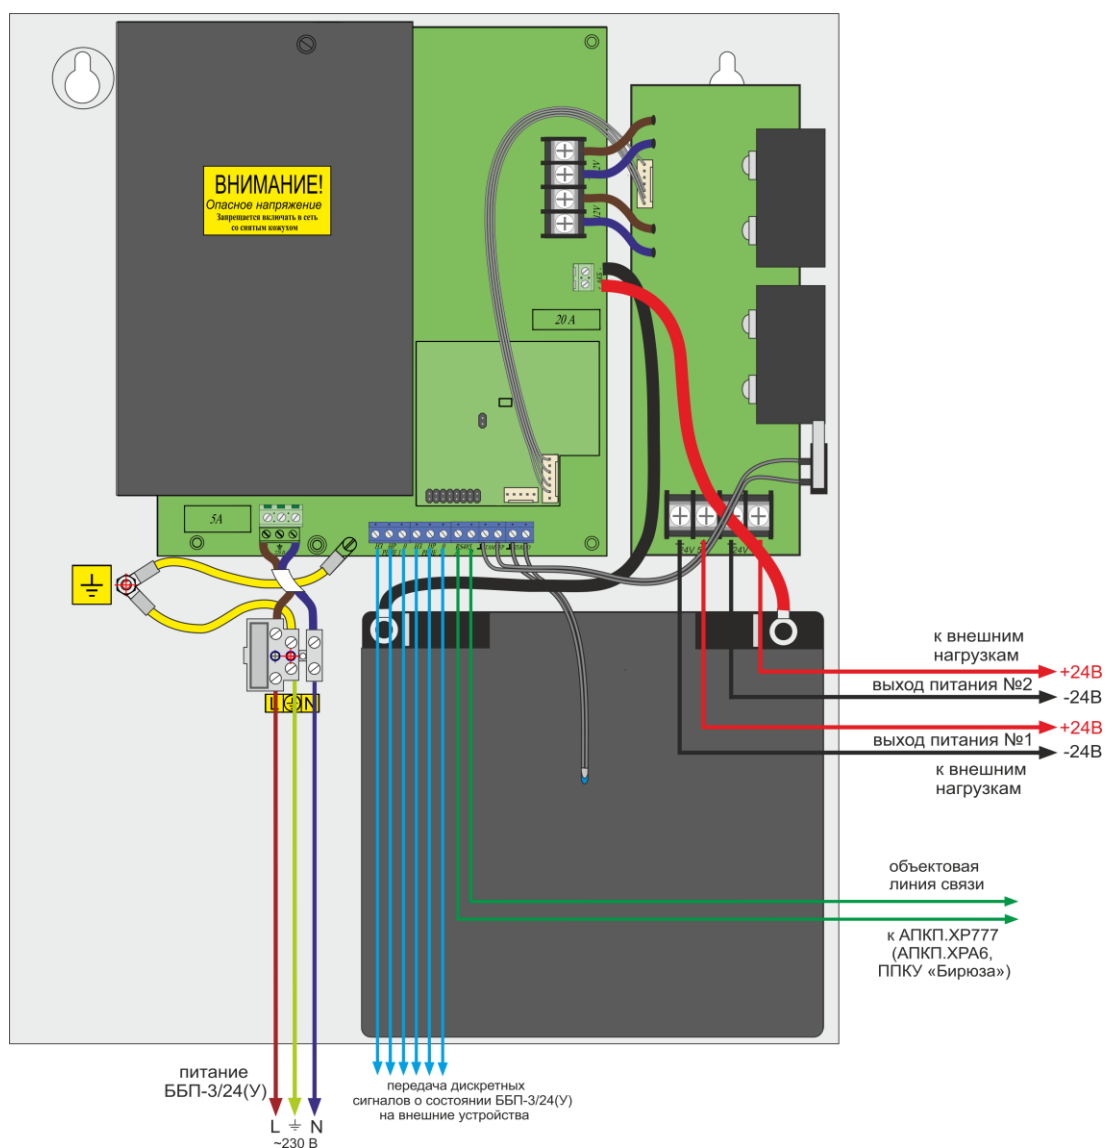 ВНИМАНИЕ!
Опасное напряжение
Запрещается включать в сеть
со снятым кожухом
12V
20 A
5A
L N
к внешним
нагрузкам
+24В
выход питания №2
-24В
+24В
выход питания №1
-24В
к внешним
нагрузкам
объектовая
линия связи
к АПКП.ХР777
(АПКП.ХРА6,
ППКУ «Бирюза»)
питание
ББП-3/24(У)
L N
~230 В
передача дискретных
сигналов о состоянии ББП-3/24(У)
на внешние устройства